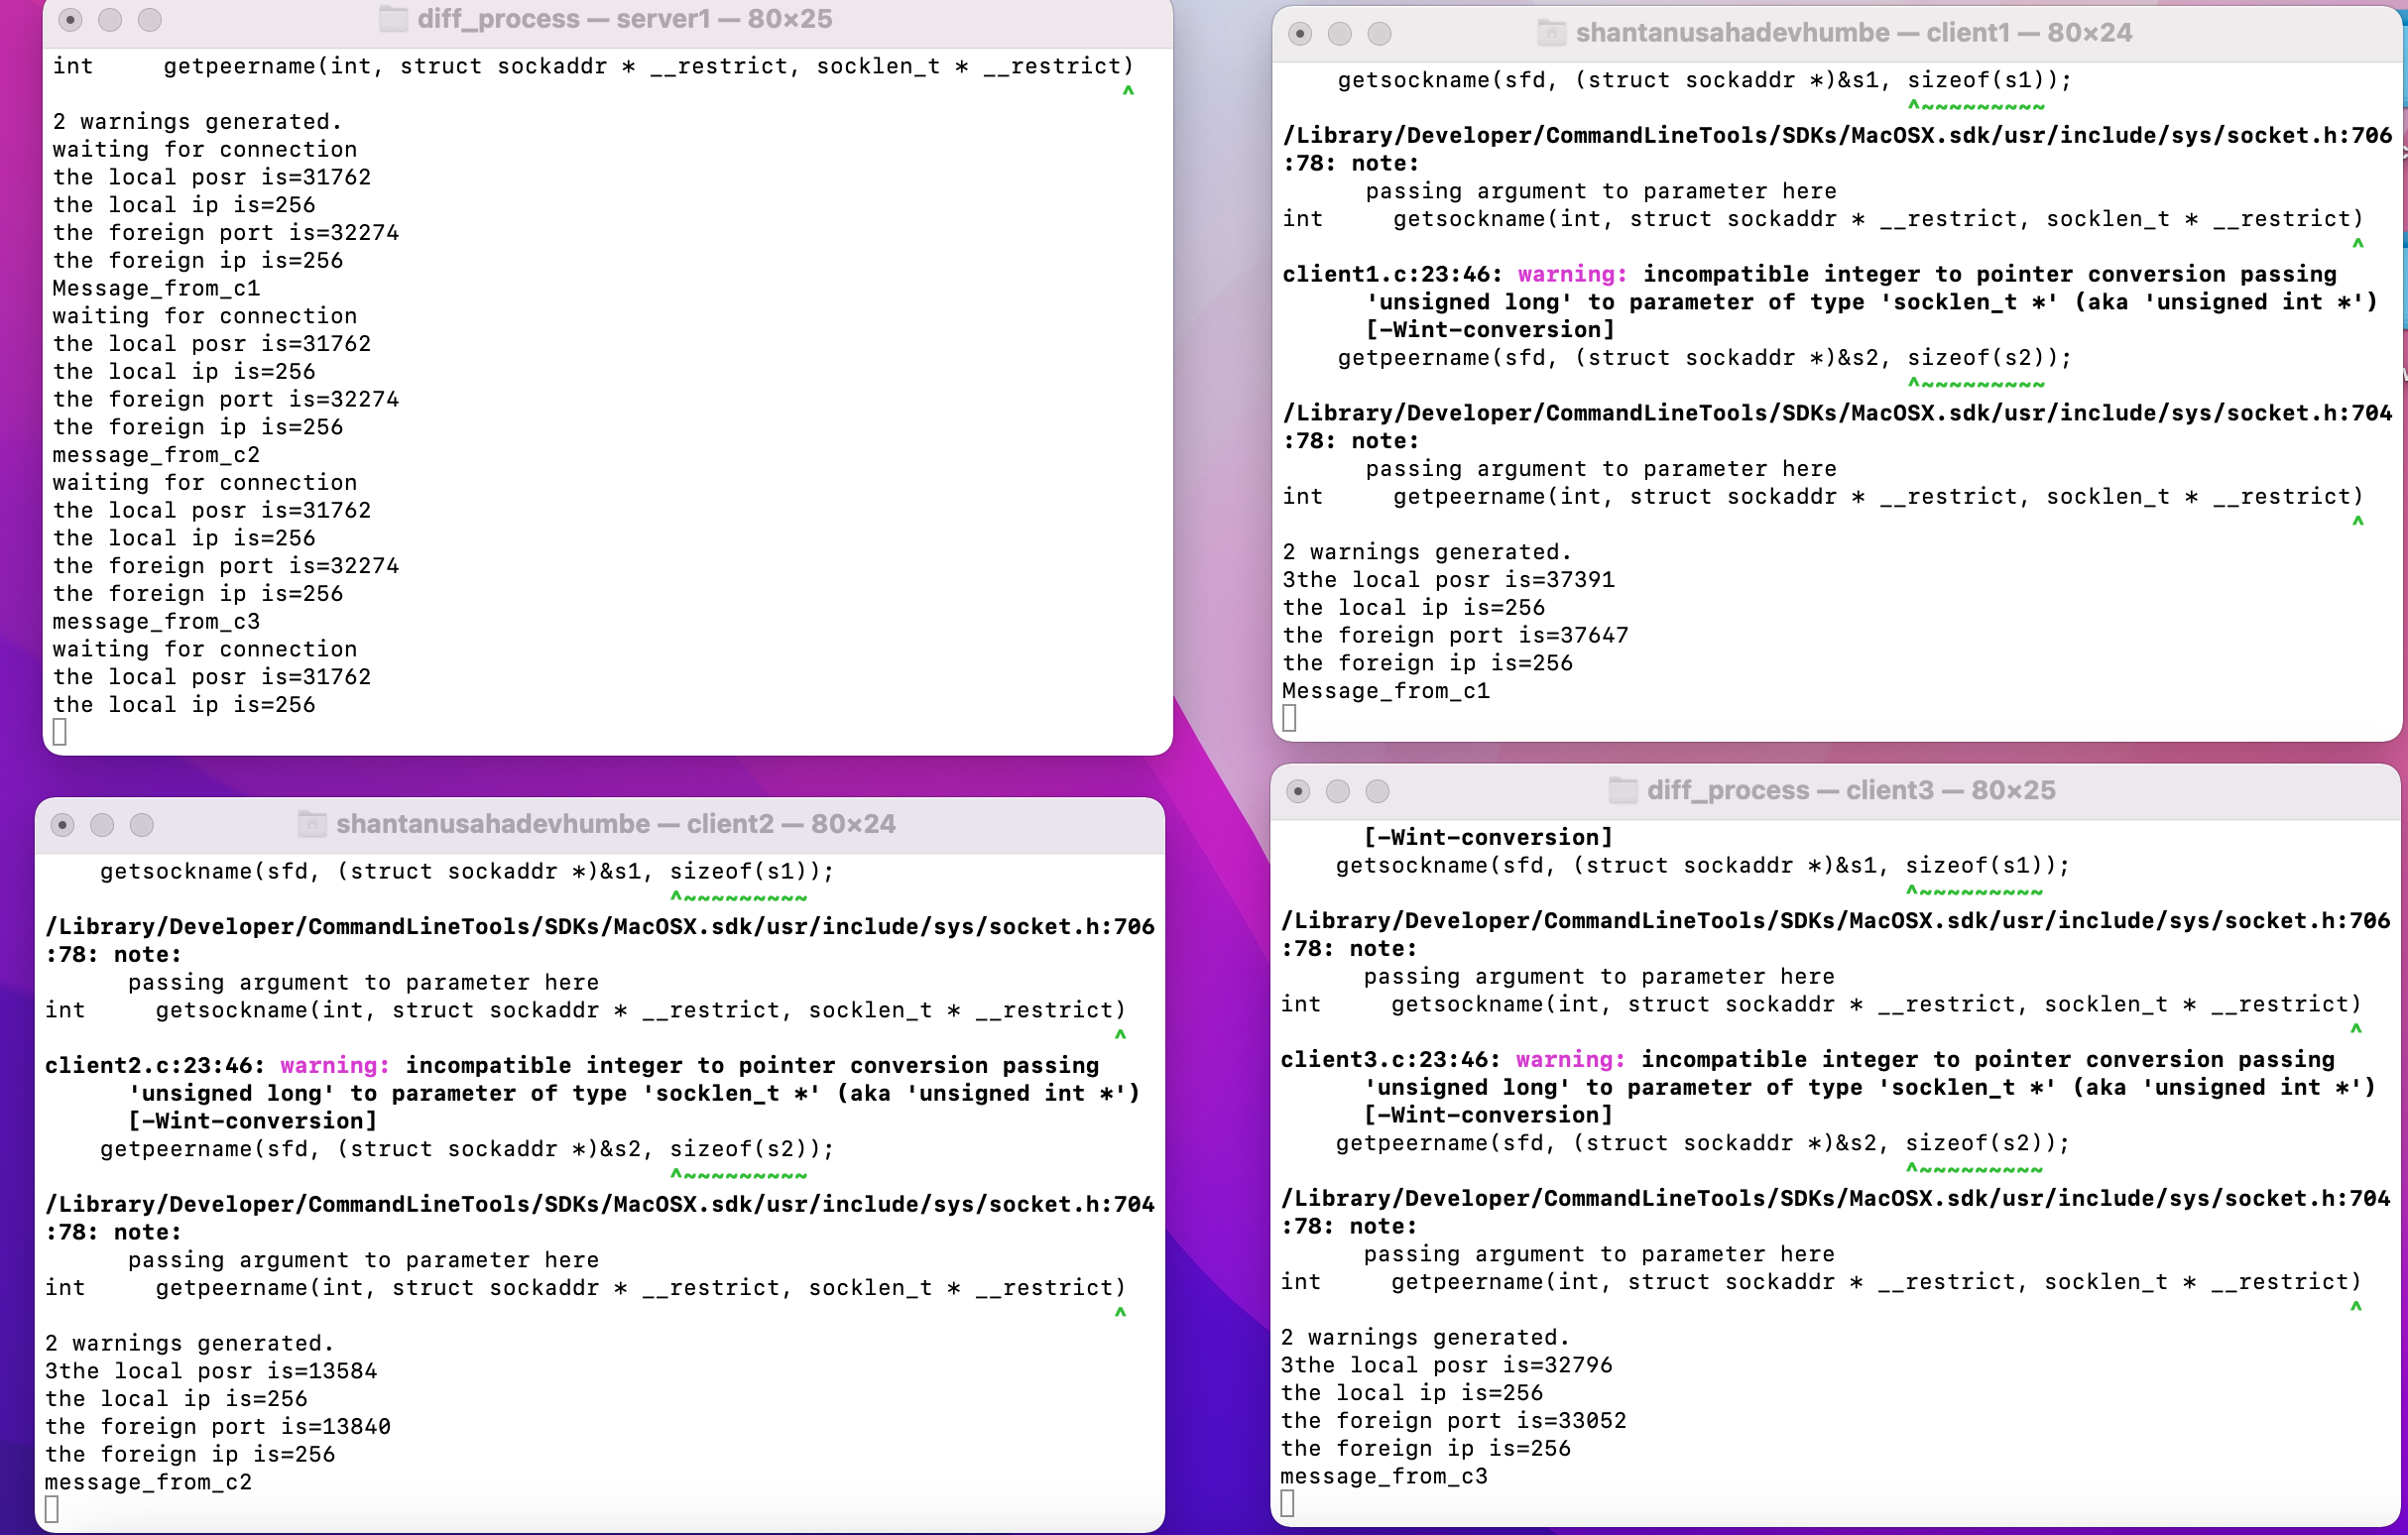 diff_process — server1 — 80×25
int     getpeername(int, struct sockaddr * __restrict, socklen_t * __restrict)
^
2 warnings generated.
waiting for connection
the local posr is=31762
the local ip is=256
the foreign port is=32274
the foreign ip is=256
Message_from_c1
waiting for connection
the local posr is=31762
the local ip is=256
the foreign port is=32274
the foreign ip is=256
message_from_c2
waiting for connection
the local posr is=31762
the local ip is=256
the foreign port is=32274
the foreign ip is=256
message_from_c3
waiting for connection
the local posr is=31762
the local ip is=256
shantanusahadevhumbe — client1 — 80×24
getsockname(sfd, (struct sockaddr *)&s1, sizeof(s1));
^~~~~~~~~~
/Library/Developer/CommandLineTools/SDKs/MacOSX.sdk/usr/include/sys/socket.h:706
:78: note:
passing argument to parameter here
int     getsockname(int, struct sockaddr * __restrict, socklen_t * __restrict)
^
client1.c:23:46: warning: incompatible integer to pointer conversion passing
'unsigned long' to parameter of type 'socklen_t *' (aka 'unsigned int *')
[-Wint-conversion]
getpeername(sfd, (struct sockaddr *)&s2, sizeof(s2));
^~~~~~~~~~
/Library/Developer/CommandLineTools/SDKs/MacOSX.sdk/usr/include/sys/socket.h:704
:78: note:
passing argument to parameter here
int     getpeername(int, struct sockaddr * __restrict, socklen_t * __restrict)
^
2 warnings generated.
3the local posr is=37391
the local ip is=256
the foreign port is=37647
the foreign ip is=256
Message_from_c1
shantanusahadevhumbe — client2 — 80×24
getsockname(sfd, (struct sockaddr *)&s1, sizeof(s1));
^~~~~~~~~~
/Library/Developer/CommandLineTools/SDKs/MacOSX.sdk/usr/include/sys/socket.h:706
:78: note:
passing argument to parameter here
int     getsockname(int, struct sockaddr * __restrict, socklen_t * __restrict)
^
client2.c:23:46: warning: incompatible integer to pointer conversion passing
'unsigned long' to parameter of type 'socklen_t *' (aka 'unsigned int *')
[-Wint-conversion]
getpeername(sfd, (struct sockaddr *)&s2, sizeof(s2));
^~~~~~~~~~
/Library/Developer/CommandLineTools/SDKs/MacOSX.sdk/usr/include/sys/socket.h:704
:78: note:
passing argument to parameter here
int     getpeername(int, struct sockaddr * __restrict, socklen_t * __restrict)
^
2 warnings generated.
3the local posr is=13584
the local ip is=256
the foreign port is=13840
the foreign ip is=256
message_from_c2
diff_process — client3 — 80×25
[-Wint-conversion]
getsockname(sfd, (struct sockaddr *)&s1, sizeof(s1));
^~~~~~~~~~
/Library/Developer/CommandLineTools/SDKs/MacOSX.sdk/usr/include/sys/socket.h:706
:78: note:
passing argument to parameter here
int     getsockname(int, struct sockaddr * __restrict, socklen_t * __restrict)
^
client3.c:23:46: warning: incompatible integer to pointer conversion passing
'unsigned long' to parameter of type 'socklen_t *' (aka 'unsigned int *')
[-Wint-conversion]
getpeername(sfd, (struct sockaddr *)&s2, sizeof(s2));
^~~~~~~~~~
/Library/Developer/CommandLineTools/SDKs/MacOSX.sdk/usr/include/sys/socket.h:704
:78: note:
passing argument to parameter here
int     getpeername(int, struct sockaddr * __restrict, socklen_t * __restrict)
^
2 warnings generated.
3the local posr is=32796
the local ip is=256
the foreign port is=33052
the foreign ip is=256
message_from_c3